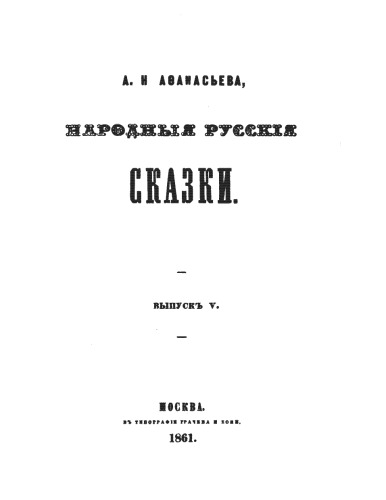 А. Н АѲАНАСЬЕВА,
НАРОДНЫЯ РУССКІЯ
СКАЗКИ.
ВЫПУСКЪ V.
МОСКВА.
ВЪ ТИПОГРАФІИ ГРАЧЕВА И КОМП.
1861.